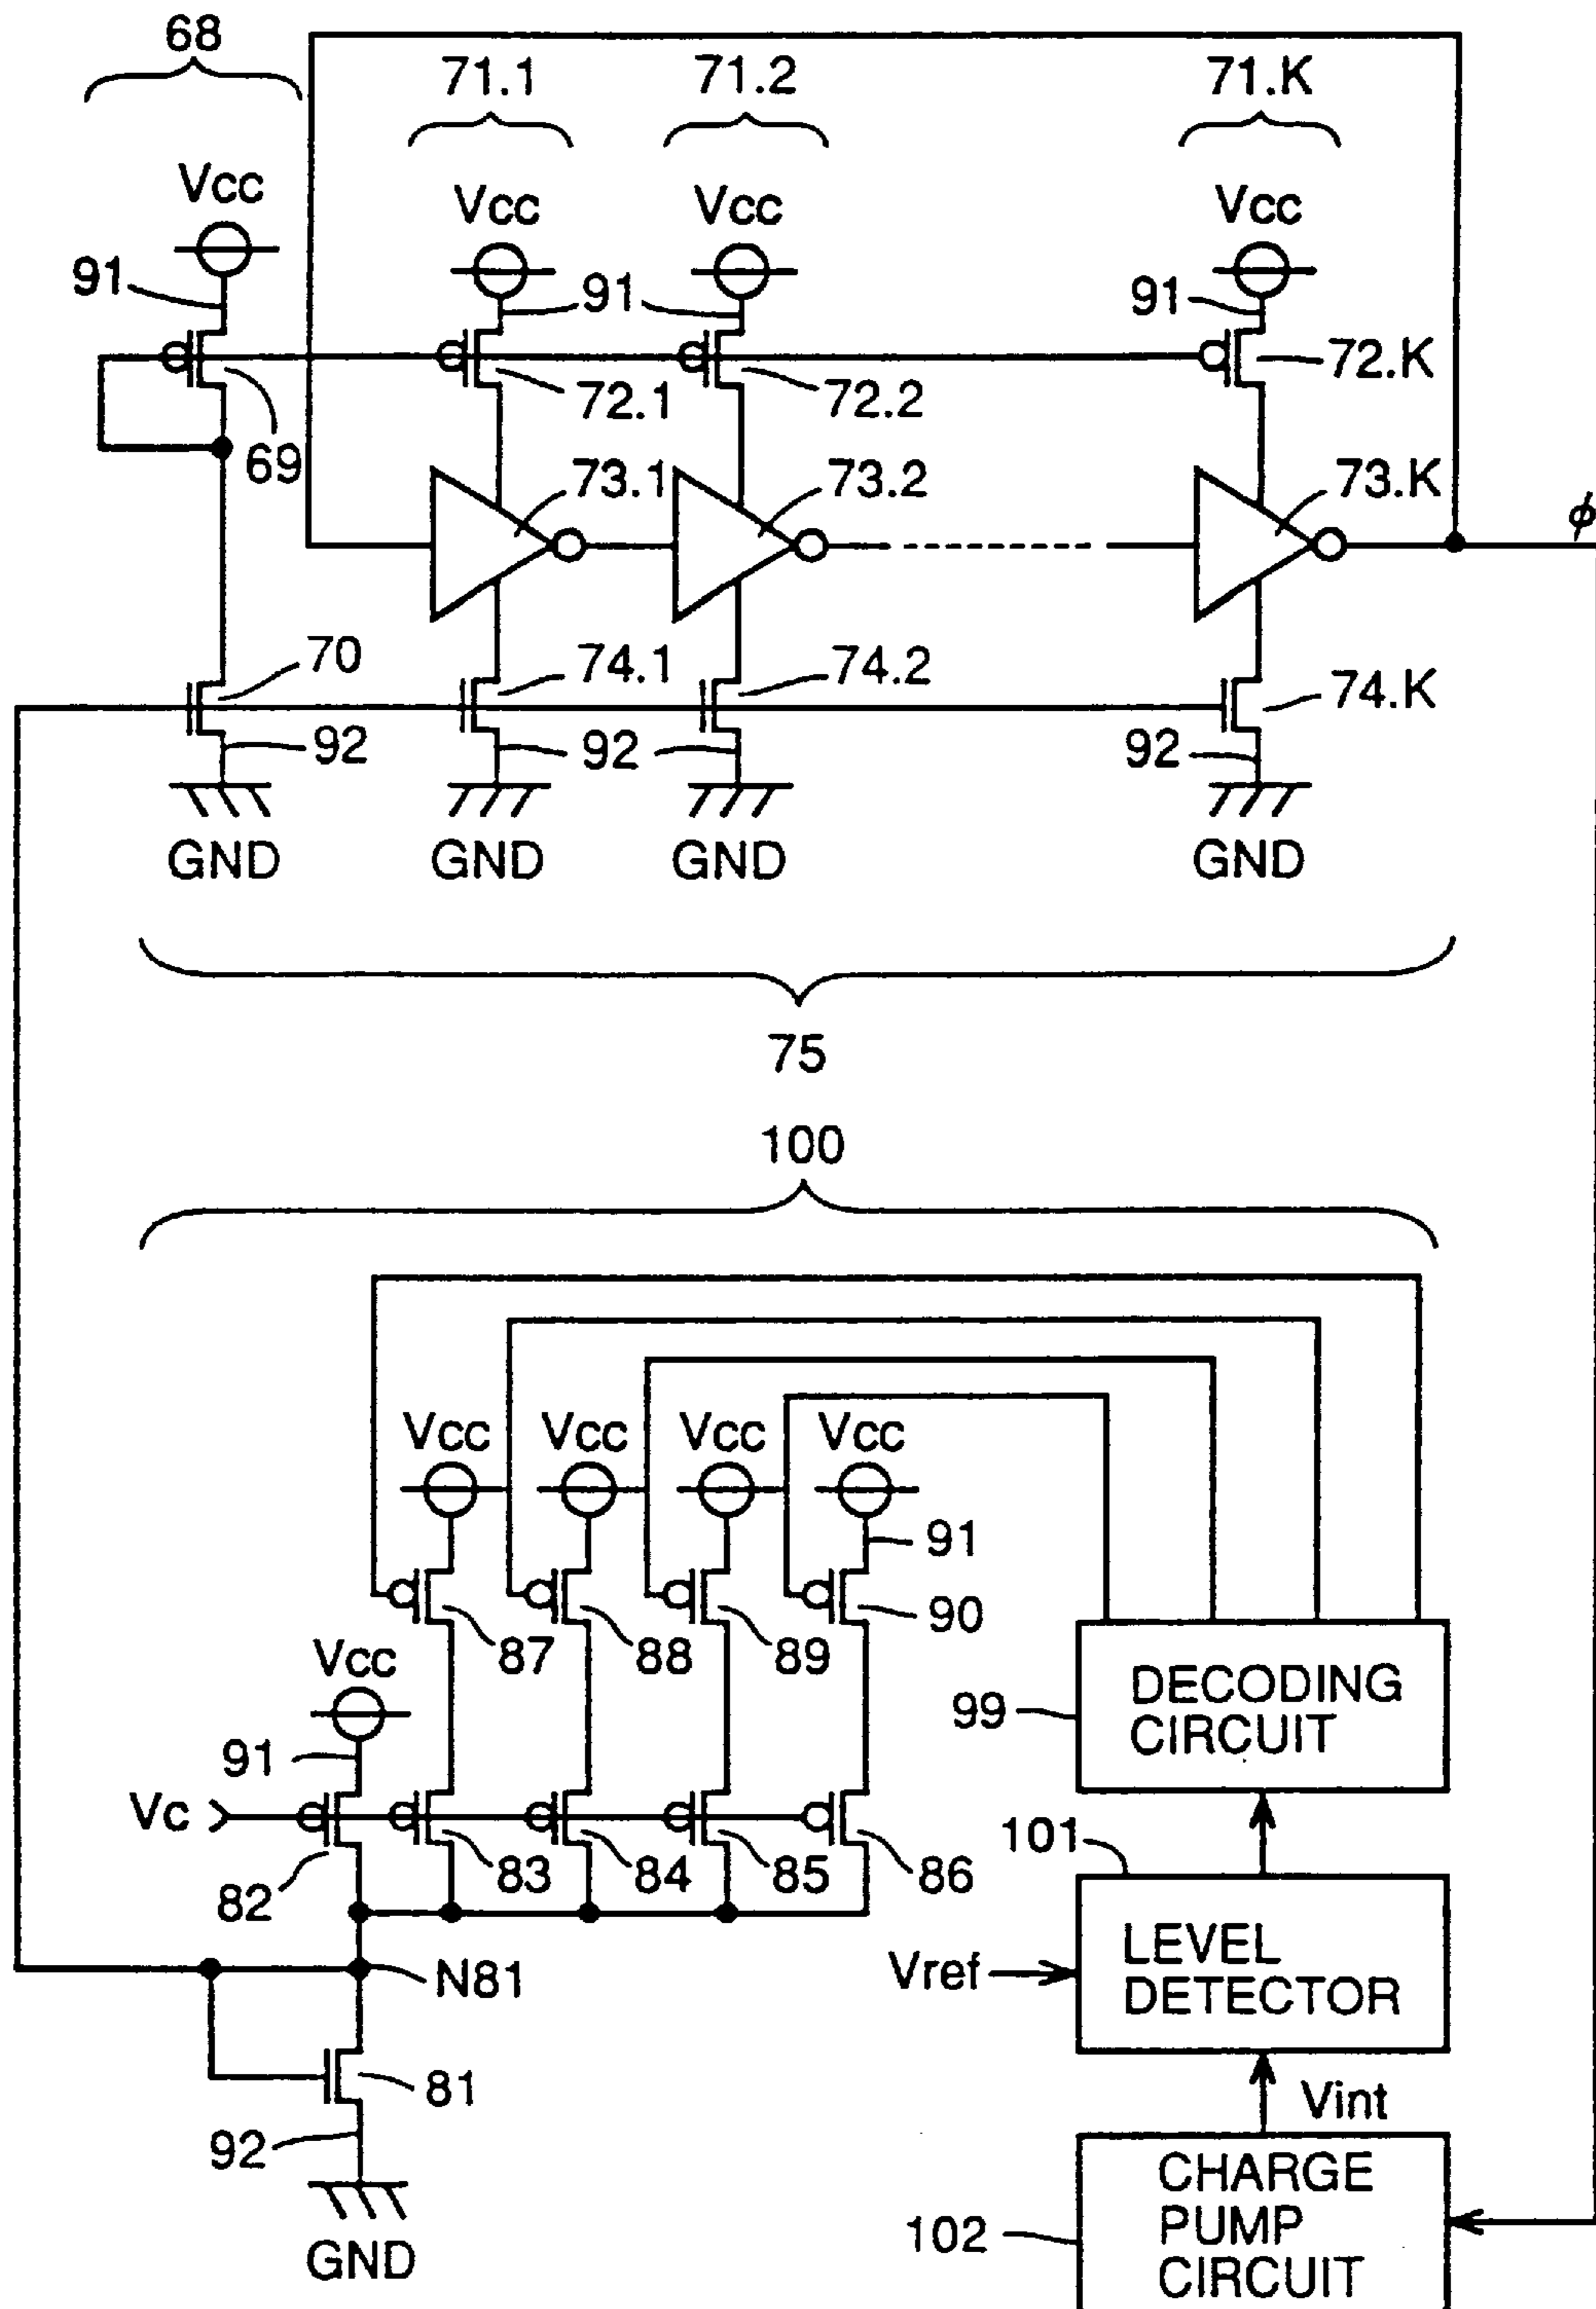 68
71.1 71.2 71.K
Vcc Vcc Vcc Vcc
91 91 91
72.1 72.2 72.K
69 73.1 73.2 73.K
ϕ
70 74.1 74.2 74.K
92 92 92
GND GND GND GND
75
100
Vcc Vcc Vcc Vcc
91
90
87 88 89
Vcc
99 DECODING
CIRCUIT
91
Vc
82 83 84 85 86
101
LEVEL
DETECTOR
Vref
N81
81
Vint
92
GND
102 CHARGE
PUMP
CIRCUIT